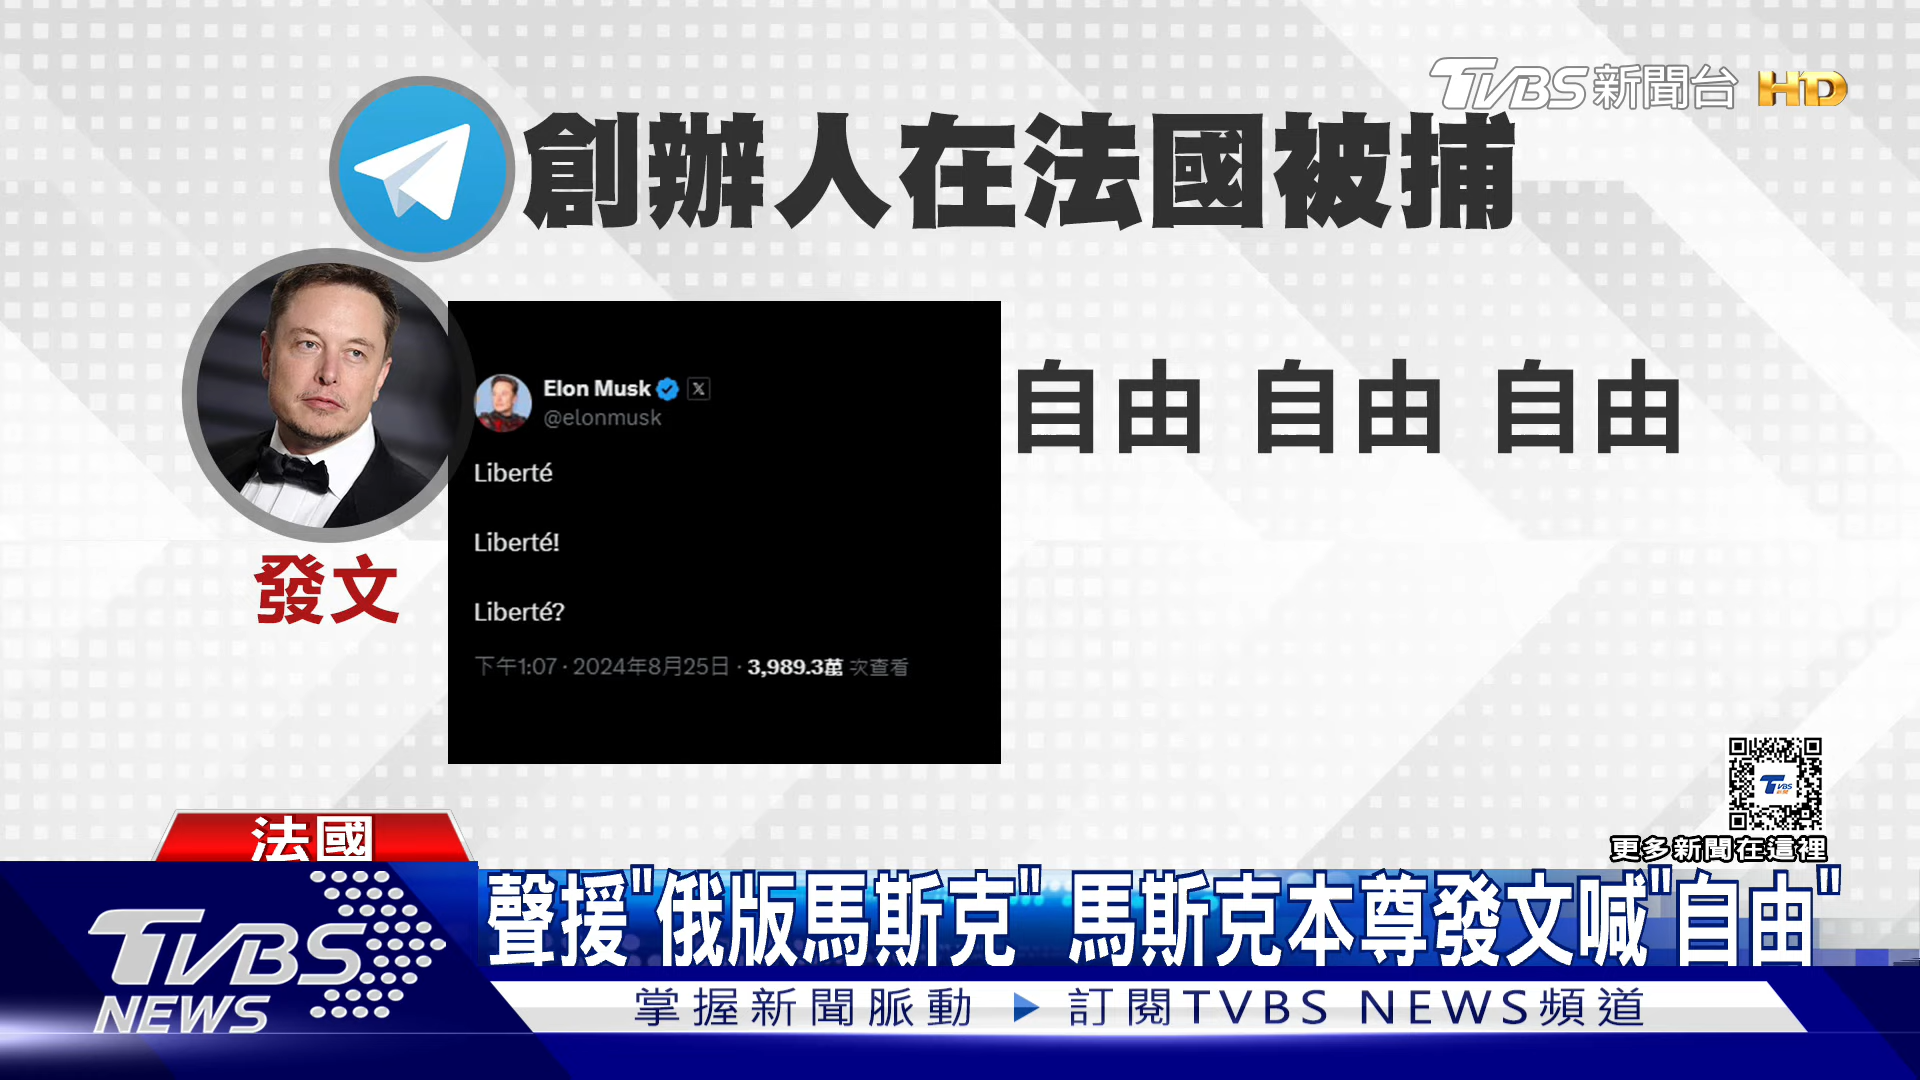 TVBS新聞台 HD
創辦人在法國被捕
Elon Musk
@elonmusk
Liberté
Liberté!
Liberté?
下午1:07 · 2024年8月25日 · 3,989.3萬 次查看
自由 自由 自由
發文
TVBS
更多新聞在這裡
法國
聲援"俄版馬斯克" 馬斯克本尊發文喊"自由"
TVBS
NEWS
掌握新聞脈動 ▶ 訂閱TVBS NEWS頻道